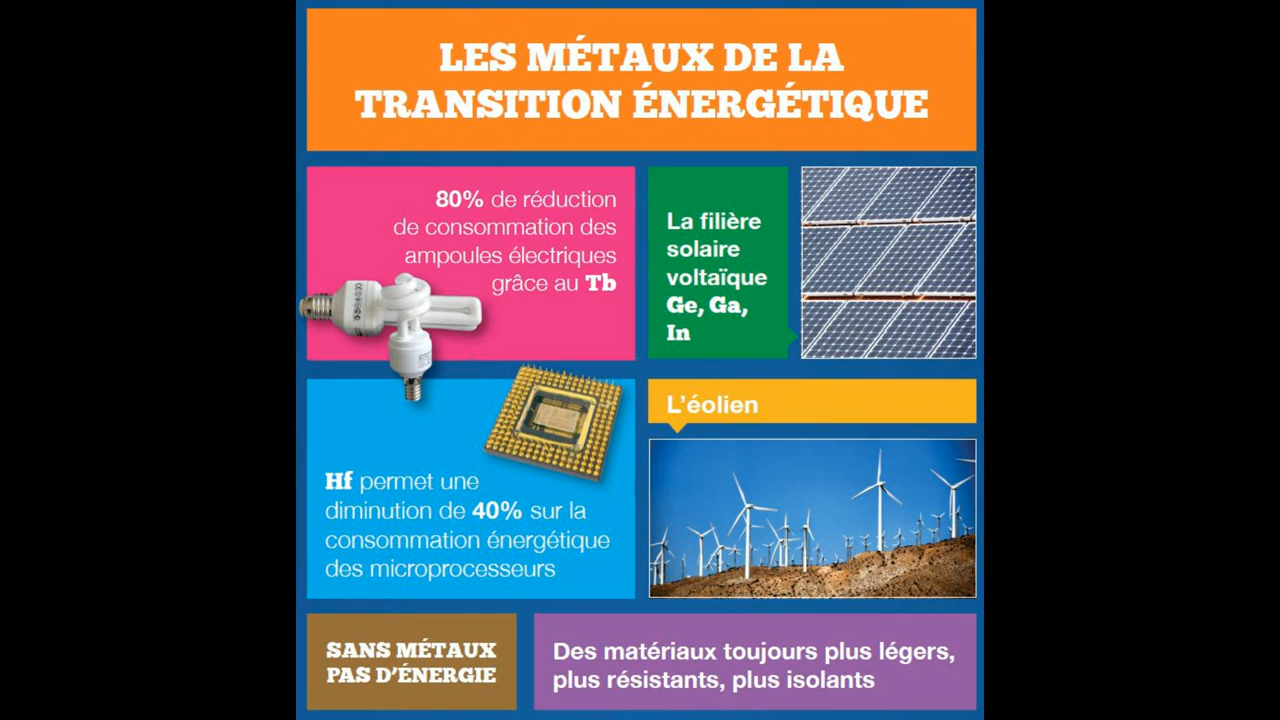 LES MÉTAUX DE LA
TRANSITION ÉNERGÉTIQUE
80% de réduction
de consommation des
ampoules électriques
grâce au Tb
La filière
solaire
voltaïque
Ge, Ga,
In
Hf permet une
diminution de 40% sur la
consommation énergétique
des microprocesseurs
L'éolien
SANS MÉTAUX
PAS D'ÉNERGIE
Des matériaux toujours plus légers,
plus résistants, plus isolants